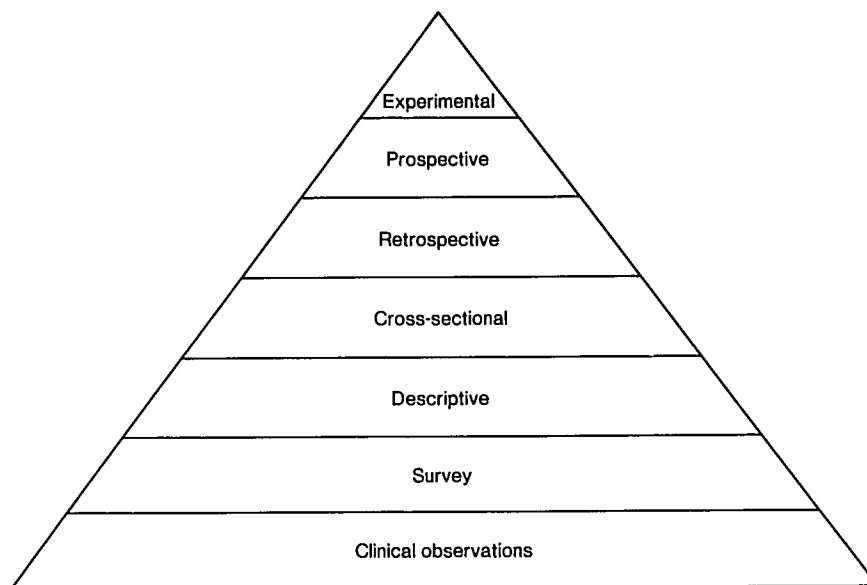 Experimental
Prospective
Retrospective
Cross-sectional
Descriptive
Survey
Clinical observations